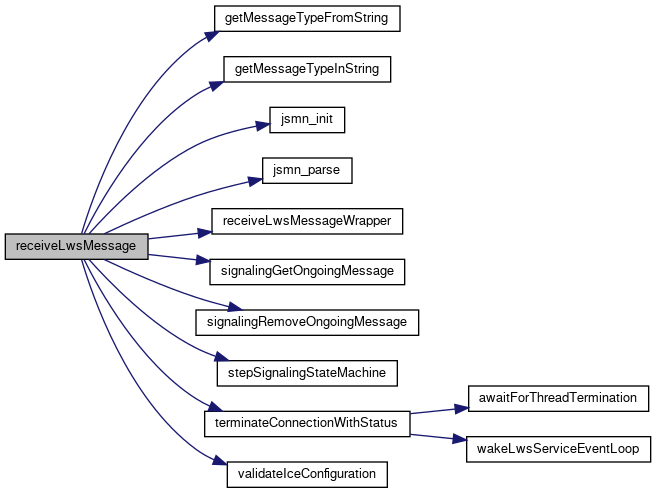 getMessageTypeFromString
getMessageTypeInString
jsmn_init
jsmn_parse
receiveLwsMessageWrapper
receiveLwsMessage
signalingGetOngoingMessage
signalingRemoveOngoingMessage
stepSignalingStateMachine
awaitForThreadTermination
terminateConnectionWithStatus
wakeLwsServiceEventLoop
validateIceConfiguration